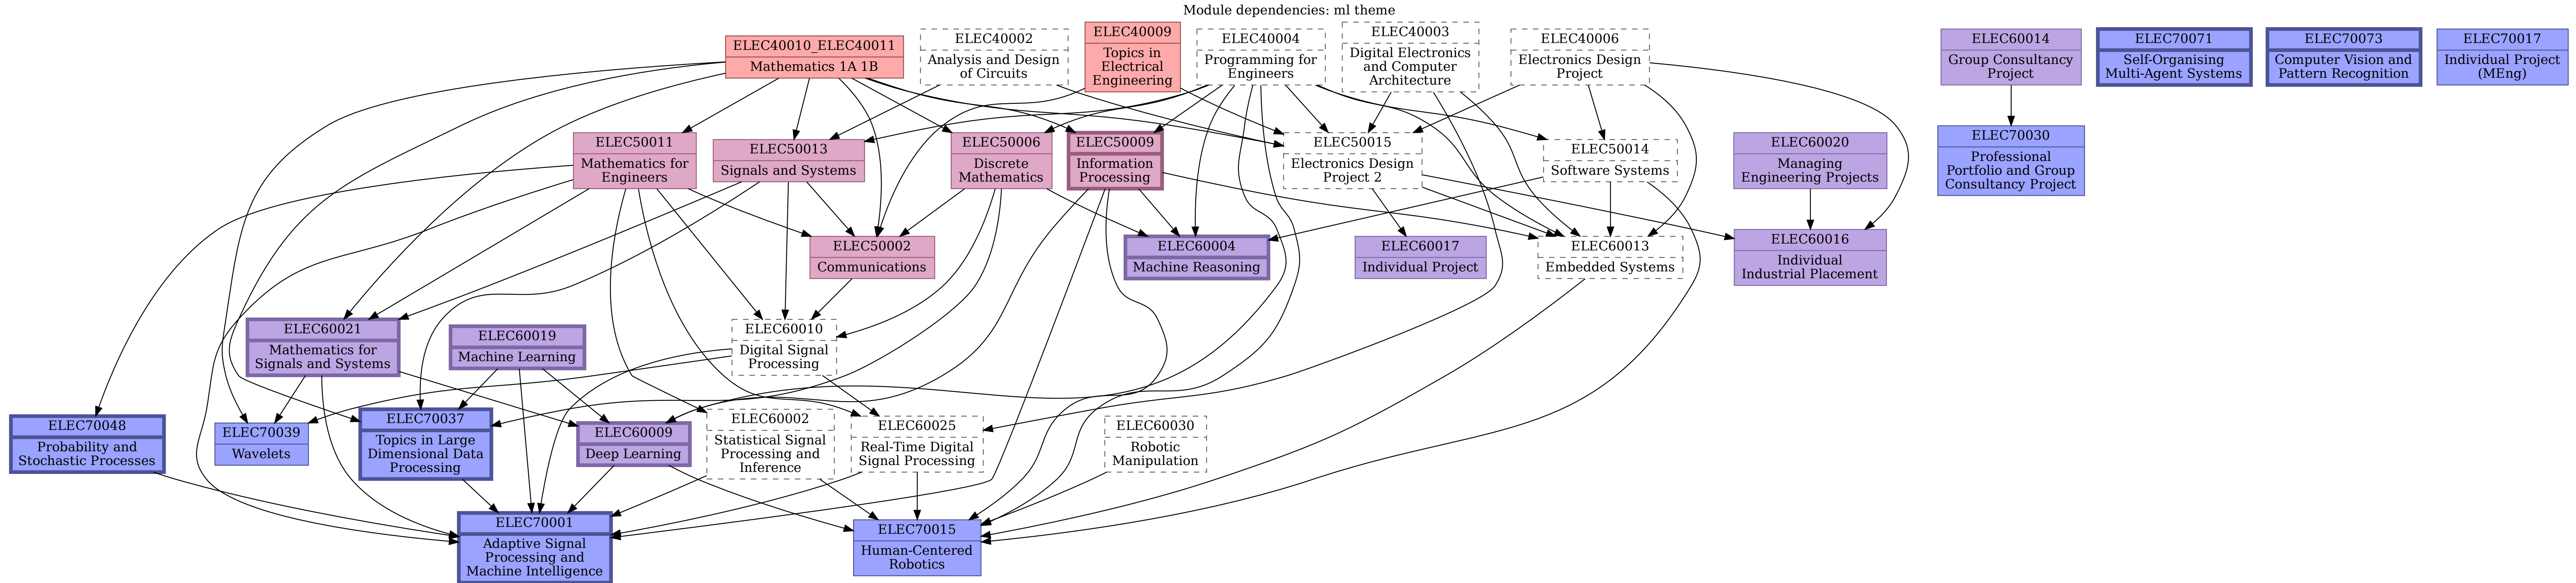 Module dependencies: ml theme
ELEC40010_ELEC40011
Mathematics 1A 1B
ELEC40002
Analysis and Design
of Circuits
ELEC40009
Topics in
Electrical
Engineering
ELEC40004
Programming for
Engineers
ELEC40003
Digital Electronics
and Computer
Architecture
ELEC40006
Electronics Design
Project
ELEC60014
Group Consultancy
Project
ELEC70071
Self-Organising
Multi-Agent Systems
ELEC70073
Computer Vision and
Pattern Recognition
ELEC70017
Individual Project
(MEng)
ELEC50011
Mathematics for
Engineers
ELEC50013
Signals and Systems
ELEC50006
Discrete
Mathematics
ELEC50009
Information
Processing
ELEC50015
Electronics Design
Project 2
ELEC50014
Software Systems
ELEC60020
Managing
Engineering Projects
ELEC70030
Professional
Portfolio and Group
Consultancy Project
ELEC50002
Communications
ELEC60004
Machine Reasoning
ELEC60017
Individual Project
ELEC60013
Embedded Systems
ELEC60016
Individual
Industrial Placement
ELEC60021
Mathematics for
Signals and Systems
ELEC60019
Machine Learning
ELEC60010
Digital Signal
Processing
ELEC70048
Probability and
Stochastic Processes
ELEC70039
Wavelets
ELEC70037
Topics in Large
Dimensional Data
Processing
ELEC60009
Deep Learning
ELEC60002
Statistical Signal
Processing and
Inference
ELEC60025
Real-Time Digital
Signal Processing
ELEC60030
Robotic
Manipulation
ELEC70001
Adaptive Signal
Processing and
Machine Intelligence
ELEC70015
Human-Centered
Robotics